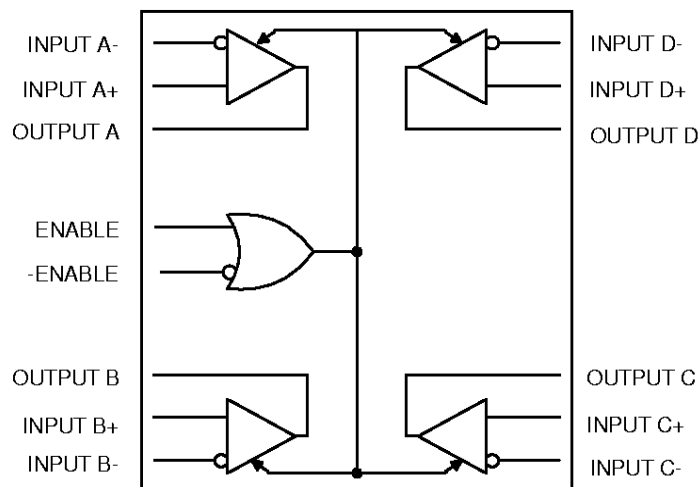 INPUT A-
INPUT A+
OUTPUT A
ENABLE
-ENABLE
OUTPUT B
INPUT B+
INPUT B-
INPUT D-
INPUT D+
OUTPUT D
OUTPUT C
INPUT C+
INPUT C-